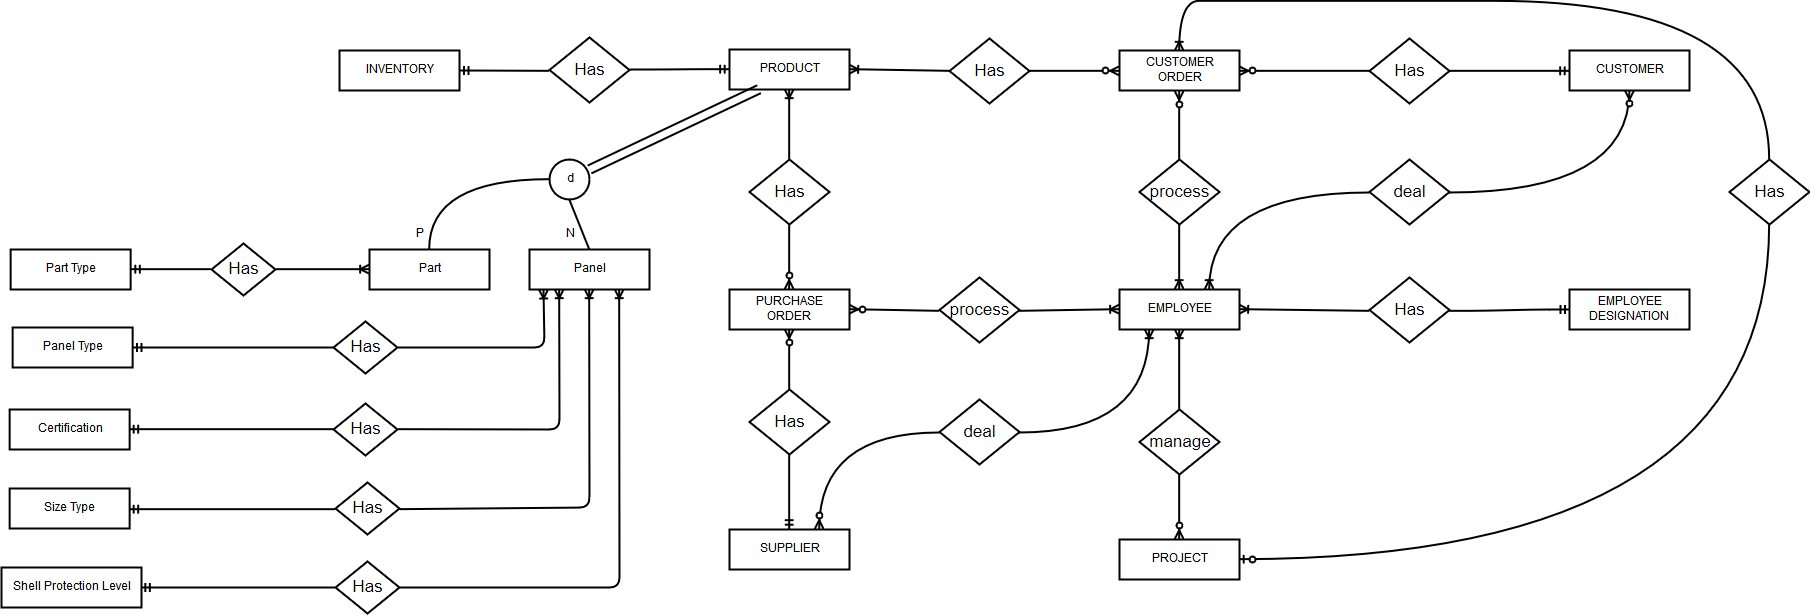 INVENTORY
Has
PRODUCT
Has
CUSTOMER
ORDER
Has
CUSTOMER
d
Has
process
deal
Has
P
N
Part Type
Has
Part
Panel
PURCHASE
ORDER
process
EMPLOYEE
Has
EMPLOYEE
DESIGNATION
Panel Type
Has
Certification
Has
Has
deal
manage
Size Type
Has
SUPPLIER
PROJECT
Shell Protection Level
Has